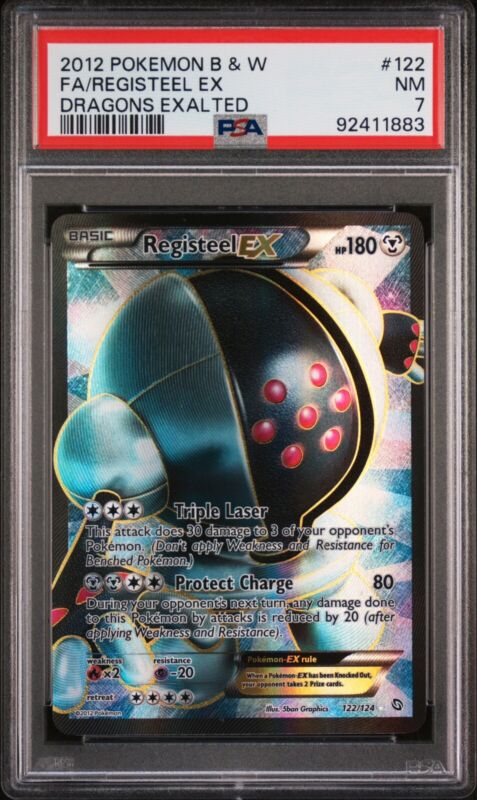 2012 POKEMON B & W #122
FA/REGISTEEL EX NM
DRAGONS EXALTED 7
PSA 92411883
BASIC Registeel EX HP180
Triple Laser
This attack does 30 damage to 3 of your opponent's
Pokémon. (Don't apply Weakness and Resistance for
Benched Pokémon.)
Protect Charge 80
During your opponent's next turn, any damage done
to this Pokémon by attacks is reduced by 20 (after
applying Weakness and Resistance).
weakness resistance
×2 -20
retreat
Pokémon-EX rule
When a Pokémon-EX has been Knocked Out,
your opponent takes 2 Prize cards.
©2012 Pokémon Illus. 5ban Graphics 122/124
PSA